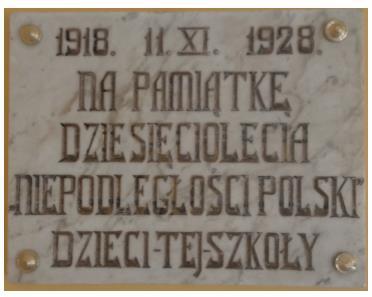 1918. 11. XI. 1928.
NA PAMIĄTKĘ
DZIESIĘCIOLECIA
„NIEPODLEGŁOŚCI POLSKI"
DZIECI-TEJ-SZKOŁY